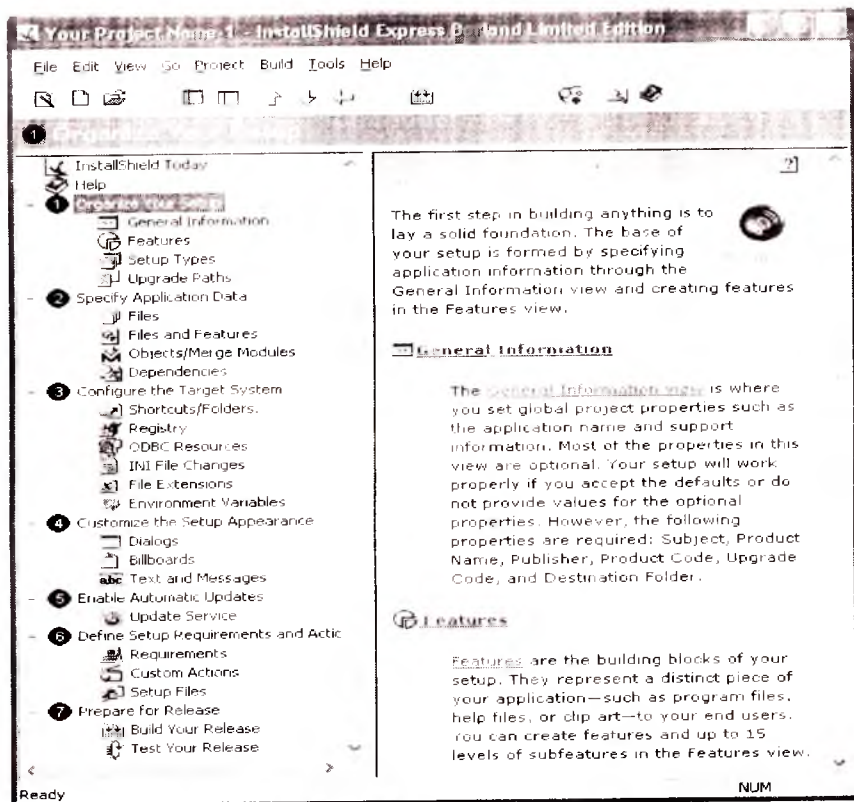 Your Project Name-1 - InstallShield Express Borland Limited Edition
File Edit View Go Project Build Tools Help
1 Organize Your Setup
InstallShield Today
Help
1 Organize Your Setup
General Information
Features
Setup Types
Upgrade Paths
2 Specify Application Data
Files
Files and Features
Objects/Merge Modules
Dependencies
3 Configure the Target System
Shortcuts/Folders.
Registry
ODBC Resources
INI File Changes
File Extensions
Environment Variables
4 Customize the Setup Appearance
Dialogs
Billboards
abc Text and Messages
5 Enable Automatic Updates
Update Service
6 Define Setup Requirements and Actic
Requirements
Custom Actions
Setup Files
7 Prepare for Release
Build Your Release
Test Your Release
Ready
?
The first step in building anything is to
lay a solid foundation. The base of
your setup is formed by specifying
application information through the
General Information view and creating features
in the Features view.
General Information
The General Information view is where
you set global project properties such as
the application name and support
information. Most of the properties in this
view are optional. Your setup will work
properly if you accept the defaults or do
not provide values for the optional
properties. However, the following
properties are required: Subject, Product
Name, Publisher, Product Code, Upgrade
Code, and Destination Folder.
Features
Features are the building blocks of your
setup. They represent a distinct piece of
your application—such as program files,
help files, or clip art—to your end users.
You can create features and up to 15
levels of subfeatures in the Features view.
NUM